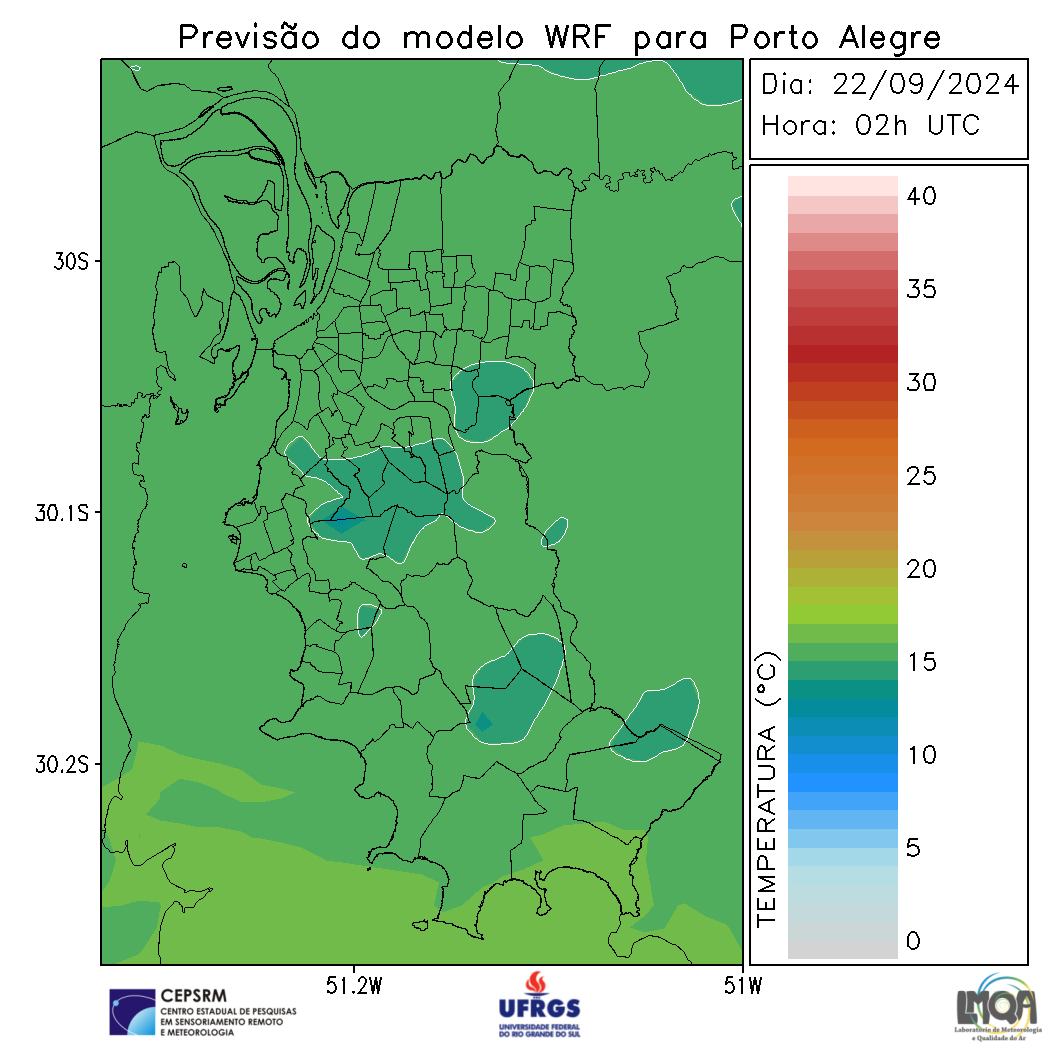 Previsão do modelo WRF para Porto Alegre
Dia: 22/09/2024
Hora: 02h UTC
30S
30.1S
30.2S
51.2W
51W
TEMPERATURA (°C)
40
35
30
25
20
15
10
5
0
CEPSRM
CENTRO ESTADUAL DE PESQUISAS
EM SENSORIAMENTO REMOTO
E METEOROLOGIA
UFRGS
UNIVERSIDADE FEDERAL
DO RIO GRANDE DO SUL
LMQA
Laboratório de Meteorologia
e Qualidade do Ar